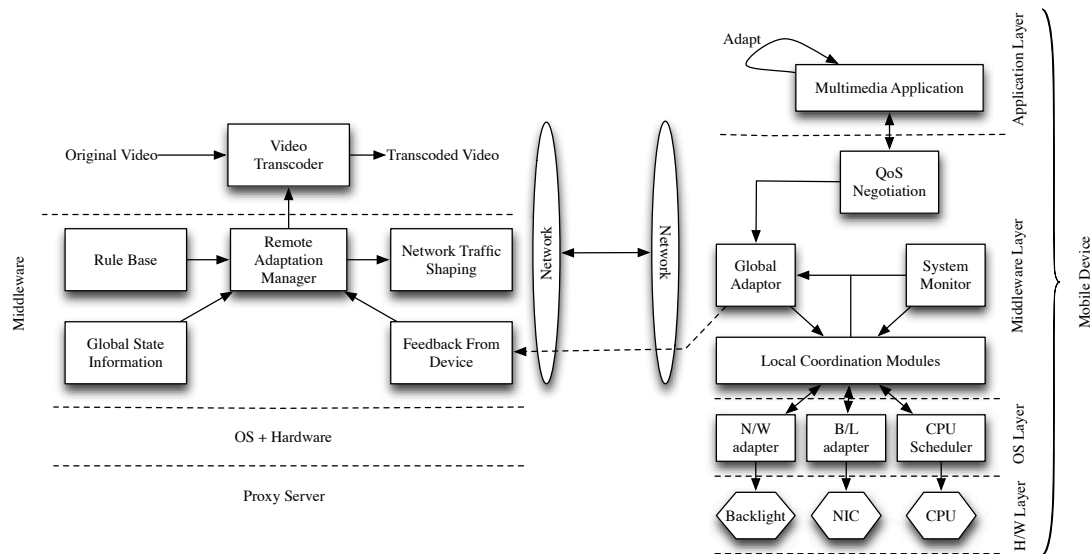 Original Video
Video
Transcoder
Transcoded Video
Middleware
Rule Base
Remote
Adaptation
Manager
Network Traffic
Shaping
Global State
Information
Feedback From
Device
OS + Hardware
Proxy Server
Network
Network
Adapt
Multimedia Application
QoS
Negotiation
Global
Adaptor
System
Monitor
Local Coordination Modules
N/W
adapter
B/L
adapter
CPU
Scheduler
Backlight
NIC
CPU
Application Layer
Middleware Layer
OS Layer
H/W Layer
Mobile Device